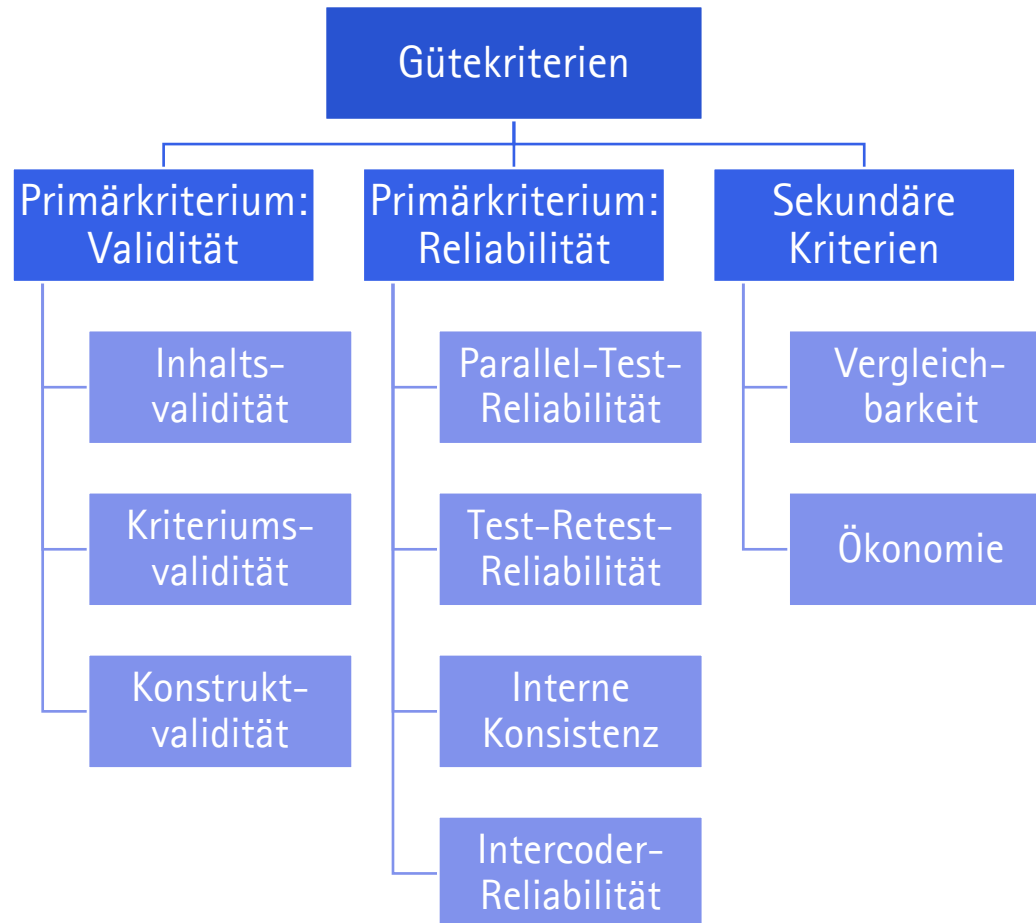 Gütekriterien
Primärkriterium:
Validität
Inhalts-
validität
Kriteriums-
validität
Konstrukt-
validität
Primärkriterium:
Reliabilität
Parallel-Test-
Reliabilität
Test-Retest-
Reliabilität
Interne
Konsistenz
Intercoder-
Reliabilität
Sekundäre
Kriterien
Vergleich-
barkeit
Ökonomie